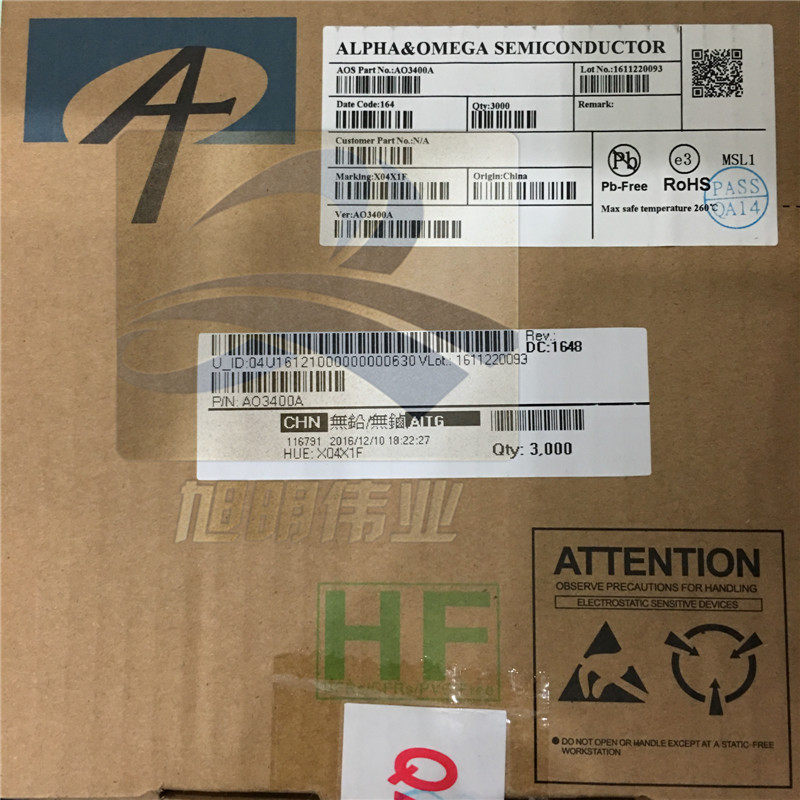 ALPHA&OMEGA SEMICONDUCTOR
AOS Part No.:AO3400A
Lot No.:1611220093
Date Code:164
Qty:3000
Remark:
Customer Part No.:N/A
Marking:X04X1F
Origin:China
Ver:AO3400A
Pb
e3
MSL1
Pb-Free
RoHS
Max safe temperature 260℃
PASS
QA14
U_ID:04U16121000000000630 VLot.: 1611220093
Rev.:
DC:1648
P/N: AO3400A
CHN 無鉛/無鹵 AITG
116791 2016/12/10 18:22:27
HUE: X04X1F
Qty: 3,000
旭明伟业
ATTENTION
OBSERVE PRECAUTIONS FOR HANDLING
ELECTROSTATIC SENSITIVE DEVICES
HF
DO NOT OPEN OR HANDLE EXCEPT AT A STATIC-FREE
WORKSTATION